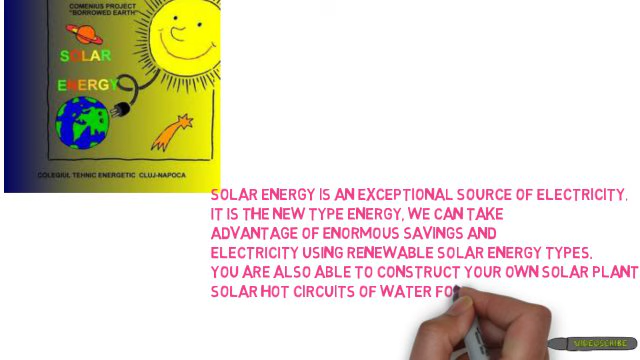 COMENIUS PROJECT
"BORROWED EARTH"
SOLAR
ENERGY
COLEGIUL TEHNIC ENERGETIC CLUJ-NAPOCA
SOLAR ENERGY IS AN EXCEPTIONAL SOURCE OF ELECTRICITY.
IT IS THE NEW TYPE ENERGY, WE CAN TAKE
ADVANTAGE OF ENORMOUS SAVINGS AND
ELECTRICITY USING RENEWABLE SOLAR ENERGY TYPES.
YOU ARE ALSO ABLE TO CONSTRUCT YOUR OWN SOLAR PLANT
SOLAR HOT CIRCUITS OF WATER FO
VIDEOSCRIBE